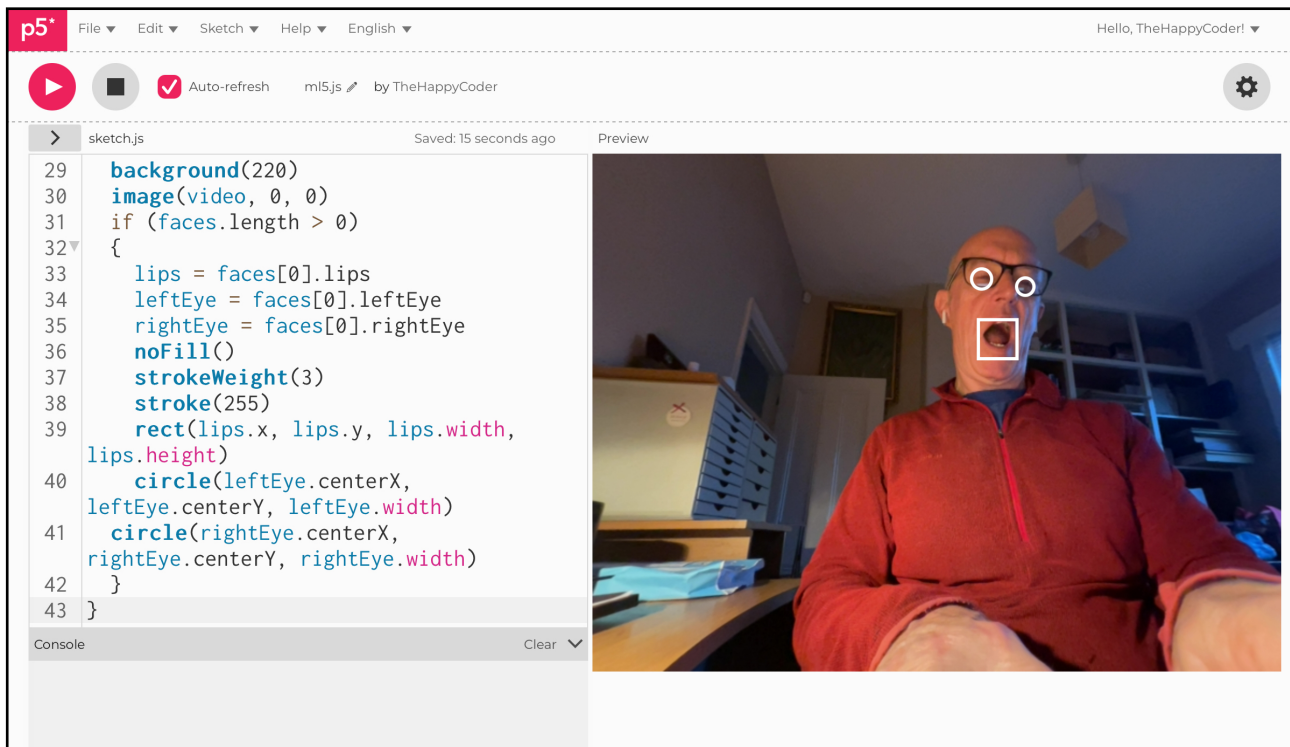 p5*
File Edit Sketch Help English
Hello, TheHappyCoder!
Auto-refresh
ml5.js by TheHappyCoder
sketch.js
Saved: 15 seconds ago
Preview
29 background(220)
30 image(video, 0, 0)
31 if (faces.length > 0)
32 {
33 lips = faces[0].lips
34 leftEye = faces[0].leftEye
35 rightEye = faces[0].rightEye
36 noFill()
37 strokeWeight(3)
38 stroke(255)
39 rect(lips.x, lips.y, lips.width,
lips.height)
40 circle(leftEye.centerX,
leftEye.centerY, leftEye.width)
41 circle(rightEye.centerX,
rightEye.centerY, rightEye.width)
42 }
43 }
Console
Clear